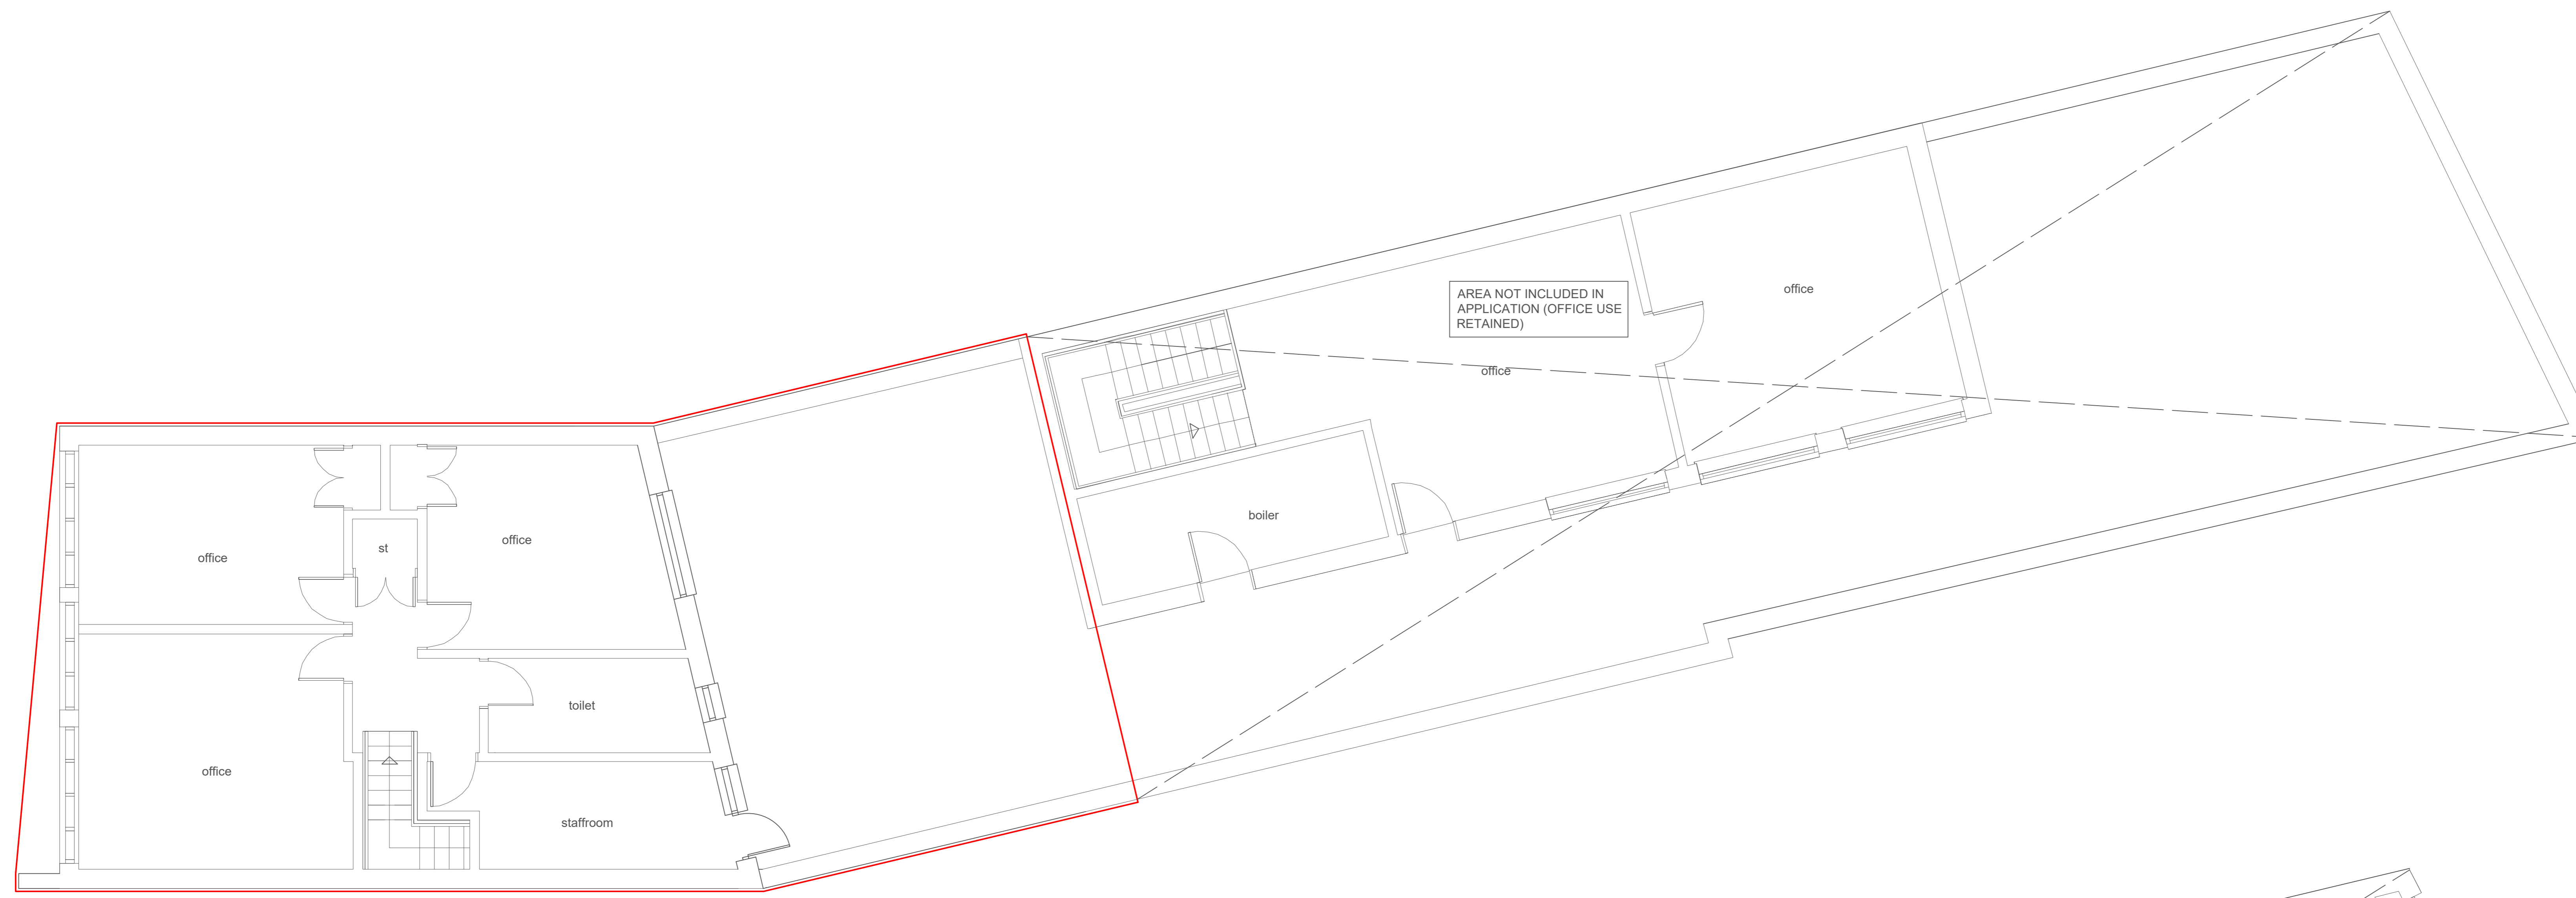 office
AREA NOT INCLUDED IN
APPLICATION (OFFICE USE
RETAINED)
office
boiler
office
st
office
toilet
office
staffroom